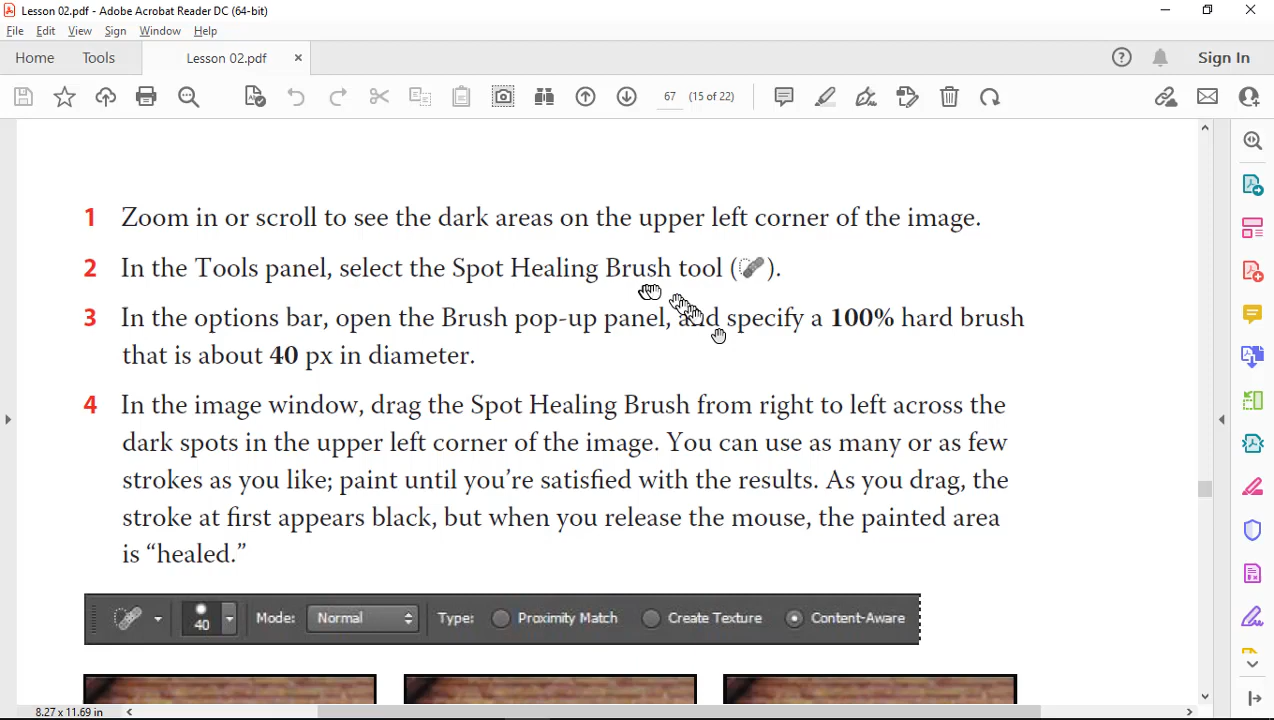 Lesson 02.pdf - Adobe Acrobat Reader DC (64-bit)
File Edit View Sign Window Help
Home Tools Lesson 02.pdf × Sign In
67 (15 of 22)
1 Zoom in or scroll to see the dark areas on the upper left corner of the image.
2 In the Tools panel, select the Spot Healing Brush tool ( ).
3 In the options bar, open the Brush pop-up panel, and specify a 100% hard brush
that is about 40 px in diameter.
4 In the image window, drag the Spot Healing Brush from right to left across the
dark spots in the upper left corner of the image. You can use as many or as few
strokes as you like; paint until you’re satisfied with the results. As you drag, the
stroke at first appears black, but when you release the mouse, the painted area
is “healed.”
40 Mode: Normal Type: Proximity Match Create Texture Content-Aware
8.27 x 11.69 in